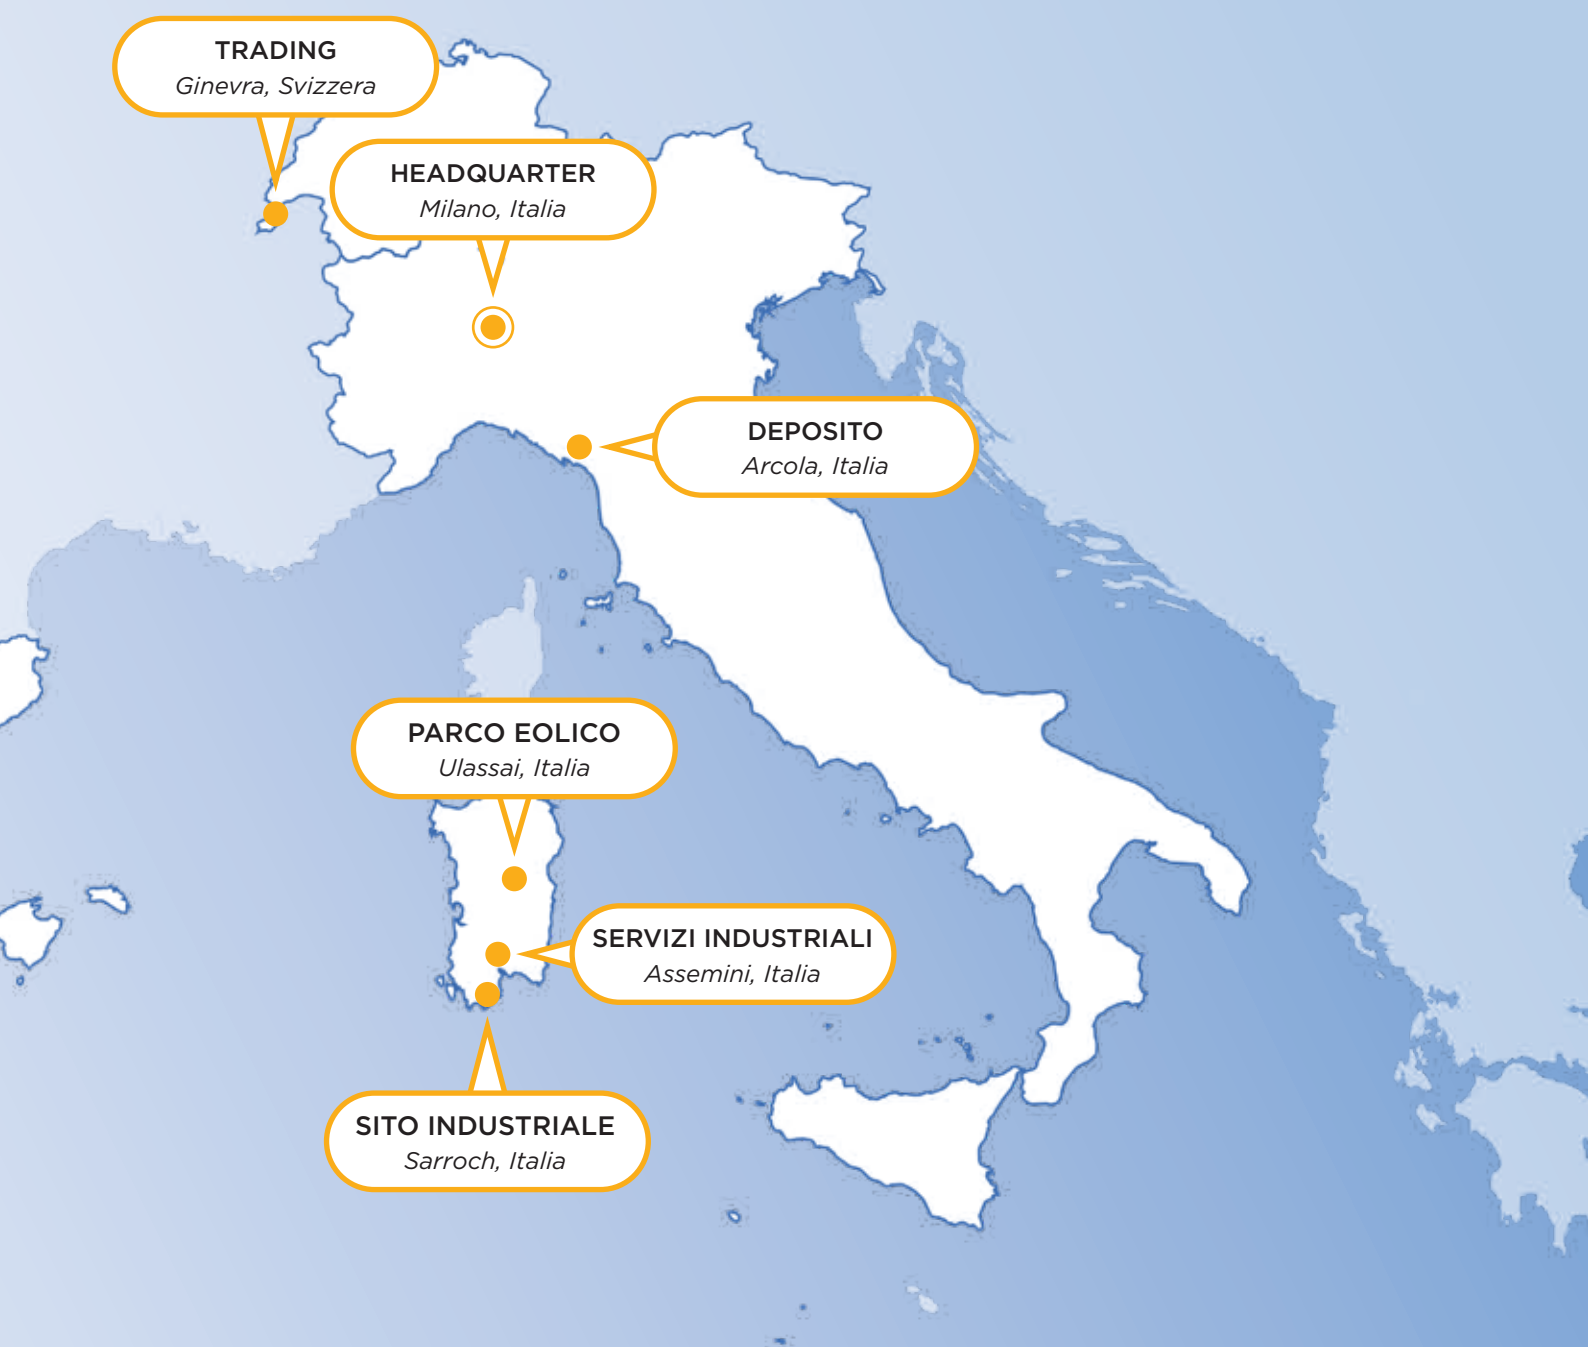 TRADING
Ginevra, Svizzera
HEADQUARTER
Milano, Italia
DEPOSITO
Arcola, Italia
PARCO EOLICO
Ulassai, Italia
SERVIZI INDUSTRIALI
Assemini, Italia
SITO INDUSTRIALE
Sarroch, Italia